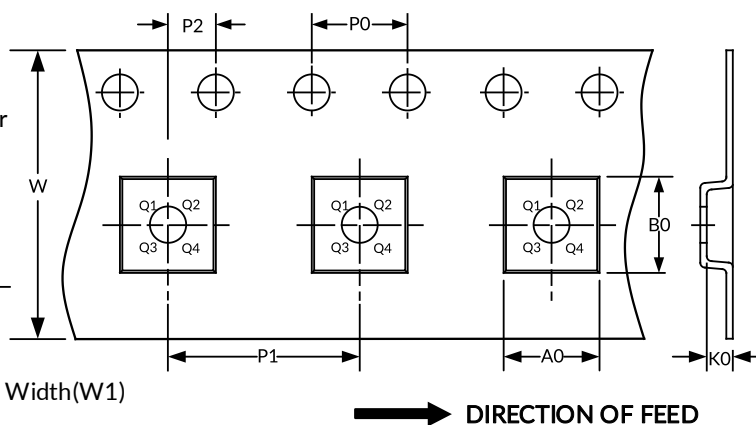 P2
P0
r
W
Q1 Q2
Q3 Q4
Q1 Q2
Q3 Q4
Q1 Q2
Q3 Q4
B0
P1
A0
K0
Width(W1)
DIRECTION OF FEED